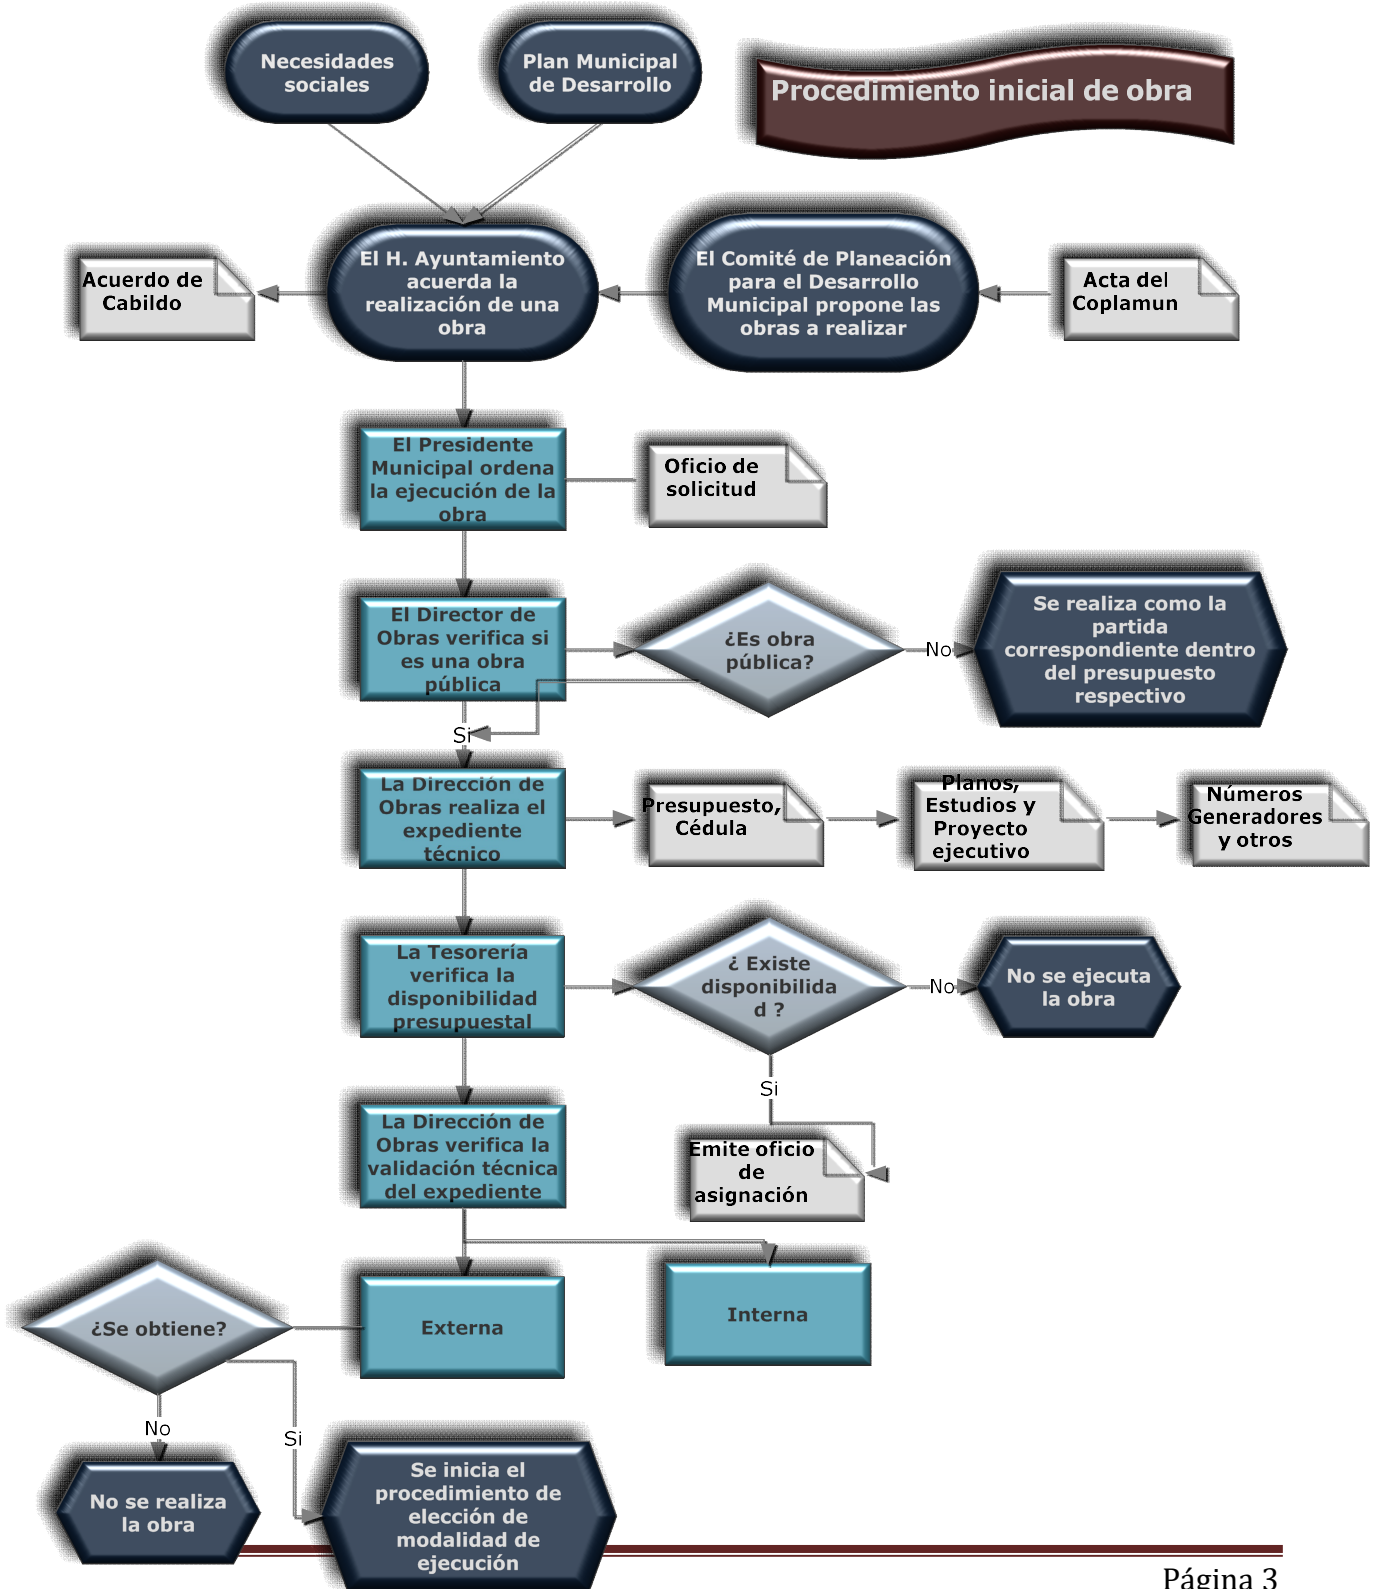 Necesidades
sociales
Plan Municipal
de Desarrollo
Procedimiento inicial de obra
Acuerdo de
Cabildo
El H. Ayuntamiento
acuerda la
realización de una
obra
El Comité de Planeación
para el Desarrollo
Municipal propone las
obras a realizar
Acta del
Coplamun
El Presidente
Municipal ordena
la ejecución de la
obra
Oficio de
solicitud
El Director de
Obras verifica si
es una obra
pública
¿Es obra
pública?
No
Se realiza como la
partida
correspondiente dentro
del presupuesto
respectivo
Si
La Dirección de
Obras realiza el
expediente
técnico
Presupuesto,
Cédula
Planos,
Estudios y
Proyecto
ejecutivo
Números
Generadores
y otros
La Tesorería
verifica la
disponibilidad
presupuestal
¿ Existe
disponibilida
d ?
No
No se ejecuta
la obra
Si
La Dirección de
Obras verifica la
validación técnica
del expediente
Emite oficio
de
asignación
¿Se obtiene?
Externa
Interna
No
Si
No se realiza
la obra
Se inicia el
procedimiento de
elección de
modalidad de
ejecución
Página 3